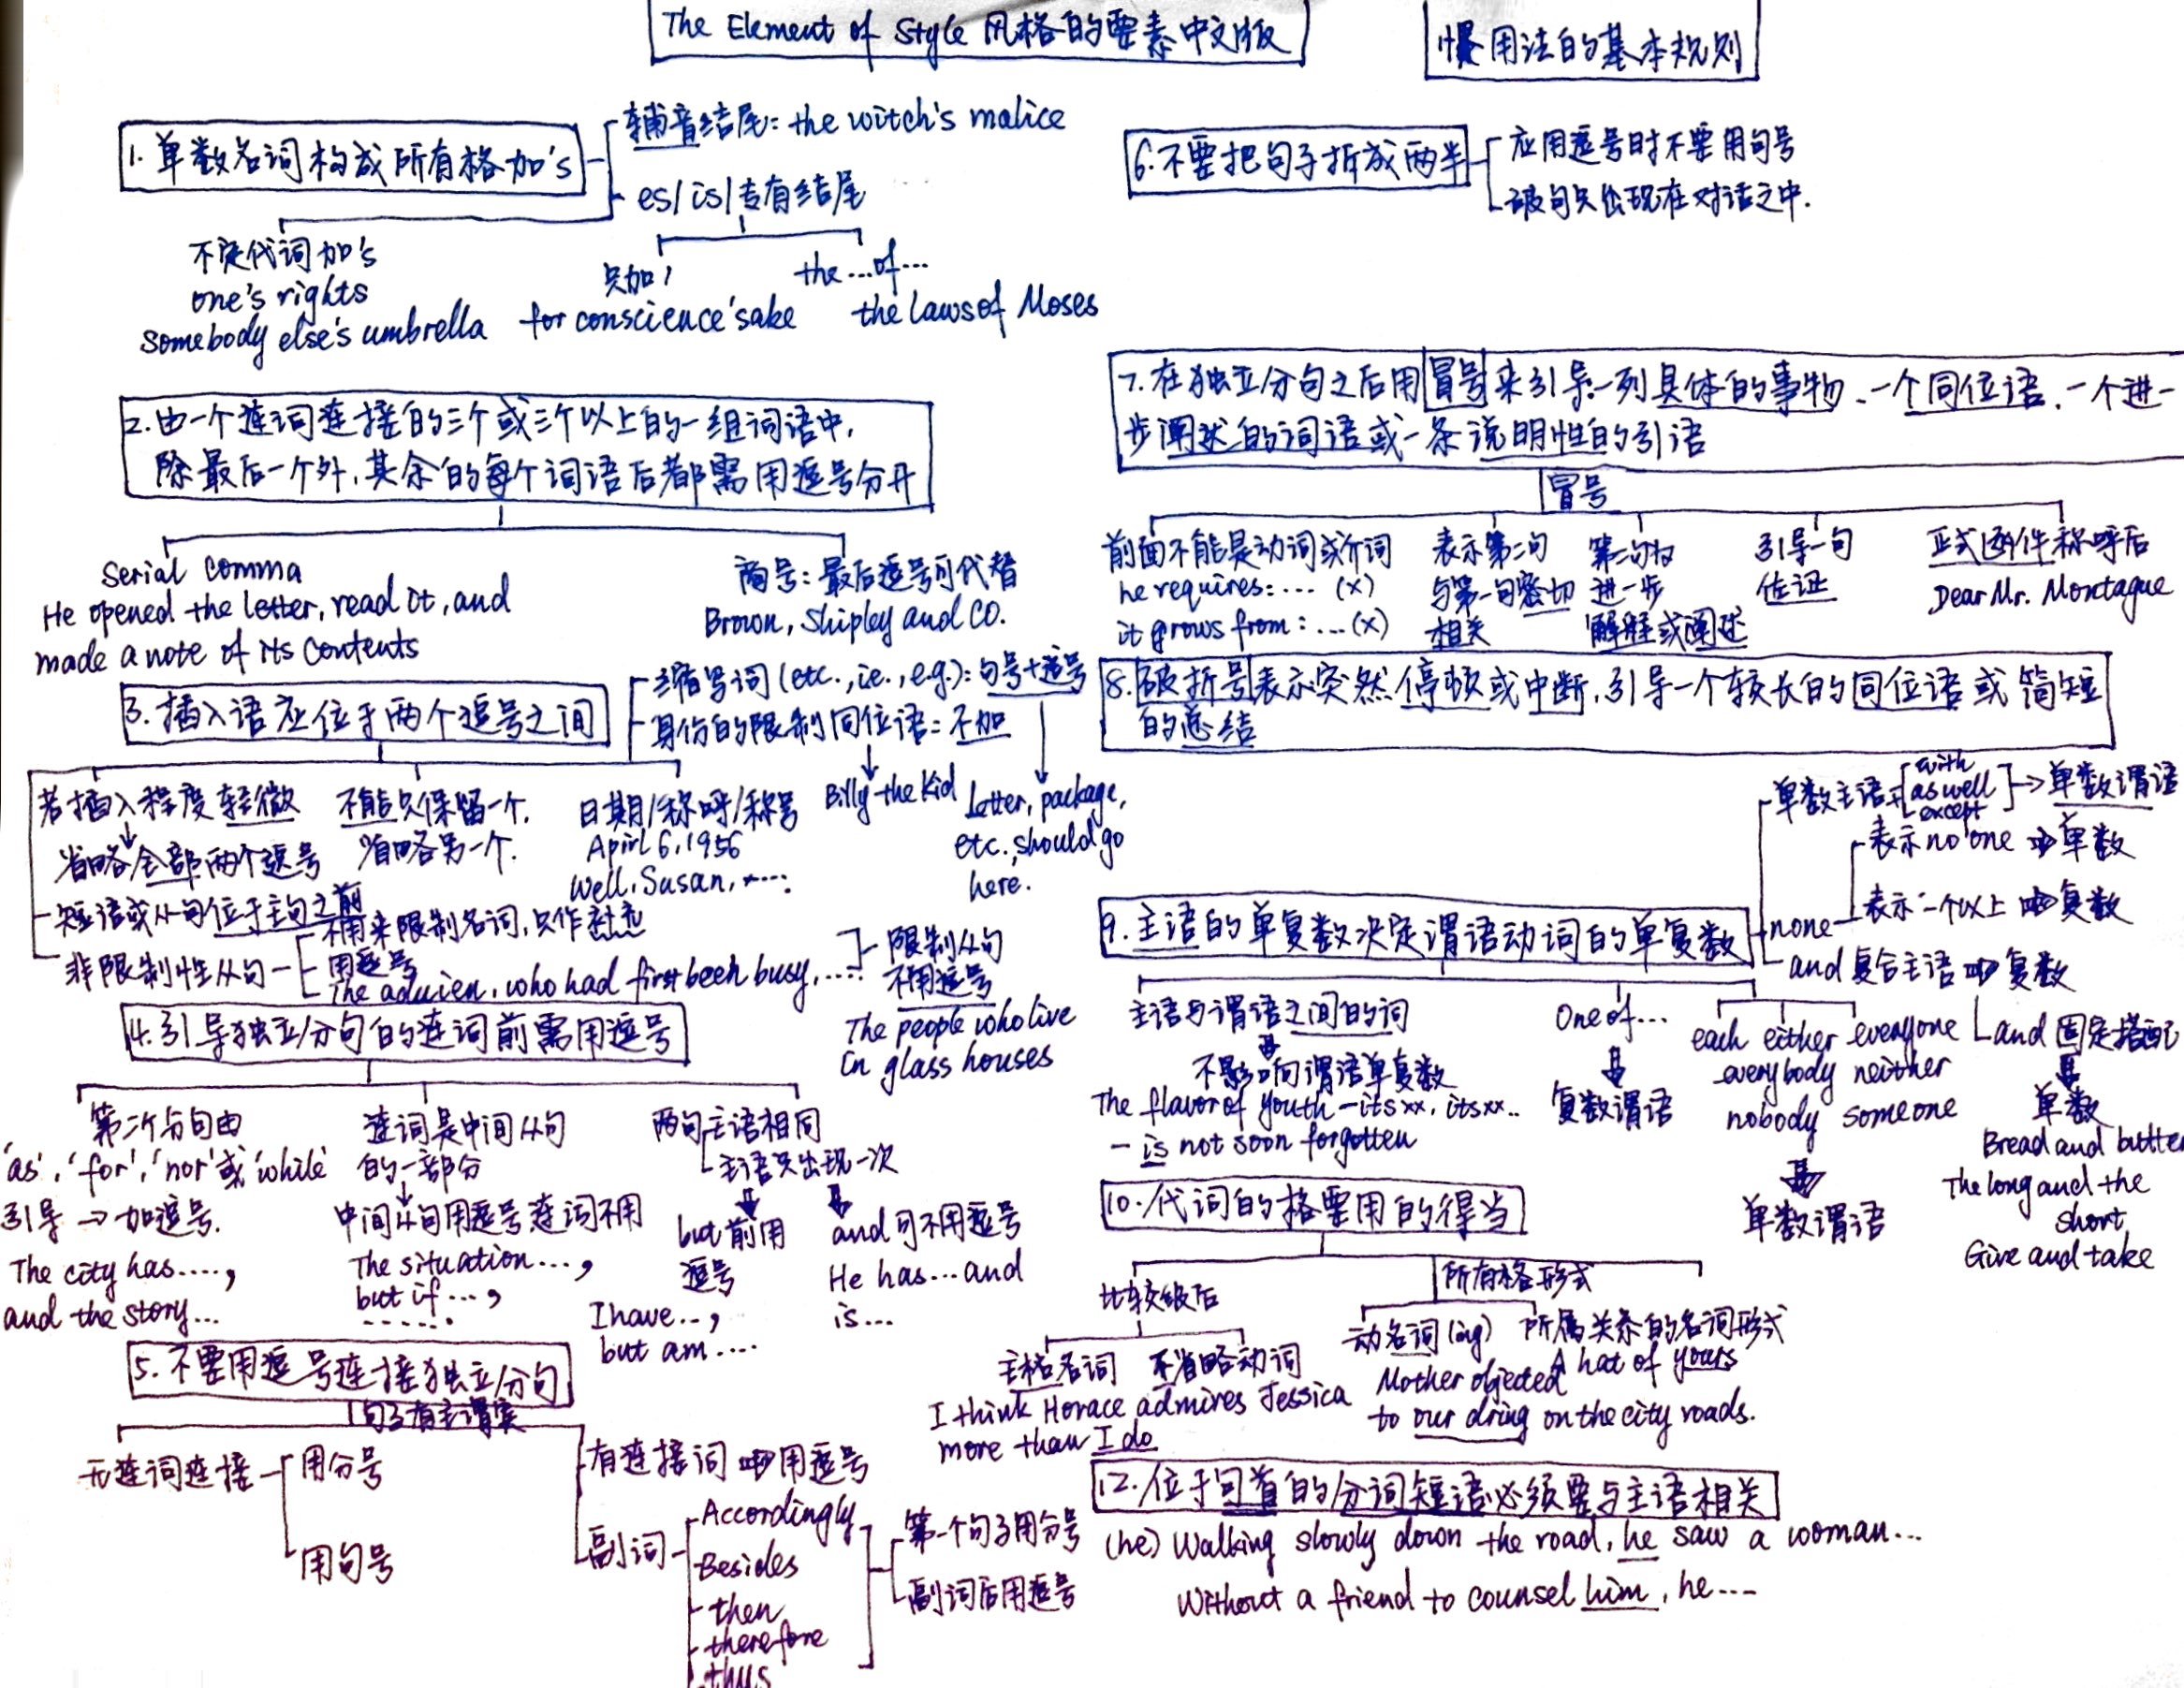 The Element of Style 风格的要素中文版
惯用法的基本规则
1. 单数名词构成所有格加's
辅音结尾: the witch's malice
es/is/专有结尾
不定代词加's
one's rights
somebody else's umbrella
只加'
for conscience'sake
the...of...
the laws of Moses
2. 由一个连词连接的三个或三个以上的一组词语中,
除最后一个外,其余的每个词语后都需用逗号分开
Serial comma
He opened the letter, read it, and
made a note of its contents
商号: 最后逗号可代替
Brown, Shipley and CO.
3. 插入语应位于两个逗号之间
缩写词 (etc., i.e., e.g.): 句号+逗号
身份的限制同位语: 不加
若插入程度轻微
省略全部两个逗号
不能只保留一个,
省略另一个.
日期/称呼/称号
April 6, 1956
Well, Susan, ....
Billy the Kid
Letter, package,
etc., should go
here.
短语或从句位于主句之前
非限制性从句
不用来限制名词,只作
用逗号
The aduien, who had first been busy, ....
限制从句
不用逗号
The people who live
in glass houses
4. 引导独立分句的连词前需用逗号
第二个分句由
'as', 'for', 'nor' 或 'while'
引导 → 加逗号.
The city has....,
and the story...
连词是中间从句
的一部分
中间从句用逗号连词不用
The situation...,
but if ...,
......
两句主语相同
主语只出现一次
but 前用
逗号
I have..,
but am....
and 可不用逗号
He has...and
is...
5. 不要用逗号连接独立分句
句子有主谓宾
无连词连接
用分号
用句号
有连接词 ⇒ 用逗号
副词
Accordingly
Besides
then
therefore
thus
第一个句子用分号
副词后用逗号
6. 不要把句子拆成两半
应用逗号时不要用句号
破句只出现在对话之中.
7. 在独立分句之后用冒号来引导一列具体的事物、一个同位语、一个进一
步阐述的词语或一条说明性的引语
冒号
前面不能是动词或介词
he requires: ... (x)
it grows from: ... (x)
表示第二句
与第一句密切
相关
第二句为
进一步
解释或阐述
引导一句
佐证
正式函件称呼后
Dear Mr. Montague
8. 破折号表示突然停顿或中断,引导一个较长的同位语或简短
的总结
9. 主语的单复数决定谓语动词的单复数
单数主语+
with
as well
except
→ 单数谓语
none
表示 no one ⇒ 单数
表示二个以上 ⇒ 复数
and 复合主语 ⇒ 复数
and 固定搭配
单数
Bread and butter
The long and the
short
Give and take
主语与谓语之间的词
不影响谓语单复数
The flavor of youth – its xx, its xx..
– is not soon forgotten
One of...
复数谓语
each either everyone
everybody neither
nobody someone
单数谓语
10. 代词的格要用的得当
比较级后
主格名词 不省略动词
I think Horace admires Jessica
more than I do
所有格形式
动名词 (ing)
Mother objected
to our dring on the city roads.
所属关系的名词形式
A hat of yours
12. 位于句首的分词短语必须要与主语相关
(he) Walking slowly down the road, he saw a woman...
Without a friend to counsel him, he....